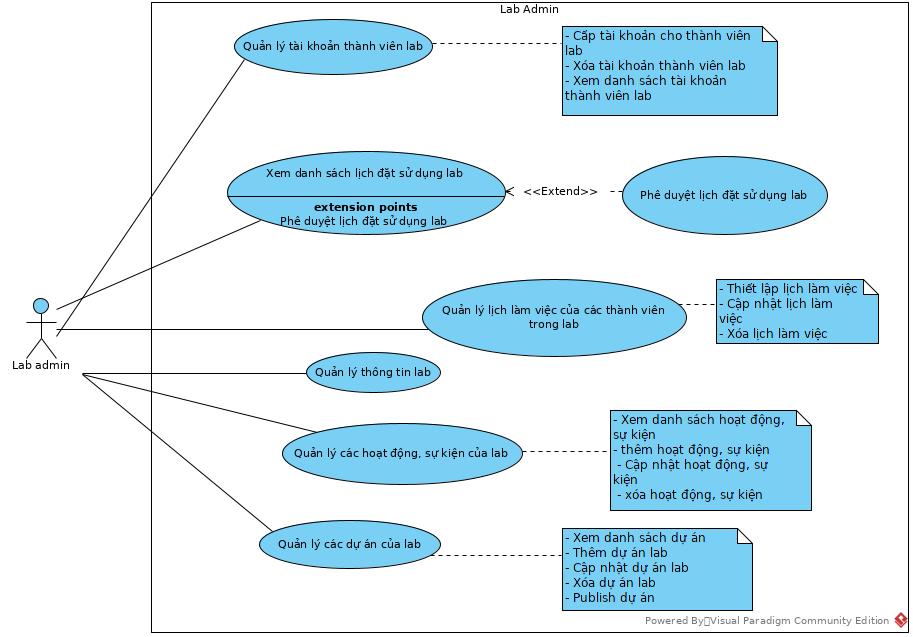 Lab Admin
Quản lý tài khoản thành viên lab
- Cấp tài khoản cho thành viên
lab
- Xóa tài khoản thành viên lab
- Xem danh sách tài khoản
thành viên lab
Xem danh sách lịch đặt sử dụng lab
extension points
Phê duyệt lịch đặt sử dụng lab
<<Extend>>
Phê duyệt lịch đặt sử dụng lab
Quản lý lịch làm việc của các thành viên
trong lab
- Thiết lập lịch làm việc
- Cập nhật lịch làm
việc
- Xóa lịch làm việc
Lab admin
Quản lý thông tin lab
Quản lý các hoạt động, sự kiện của lab
- Xem danh sách hoạt động,
sự kiện
- thêm hoạt động, sự kiện
- Cập nhật hoạt động, sự
kiện
- xóa hoạt động, sự kiện
Quản lý các dự án của lab
- Xem danh sách dự án
- Thêm dự án lab
- Cập nhật dự án lab
- Xóa dự án lab
- Publish dự án
Powered By Visual Paradigm Community Edition